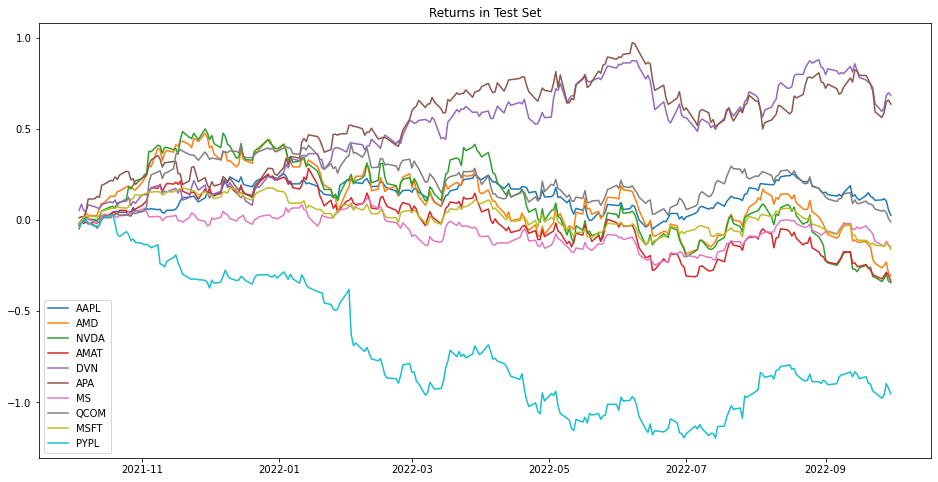 Returns in Test Set
1.0
0.5
0.0
−0.5
−1.0
AAPL
AMD
NVDA
AMAT
DVN
APA
MS
QCOM
MSFT
PYPL
2021-11 2022-01 2022-03 2022-05 2022-07 2022-09